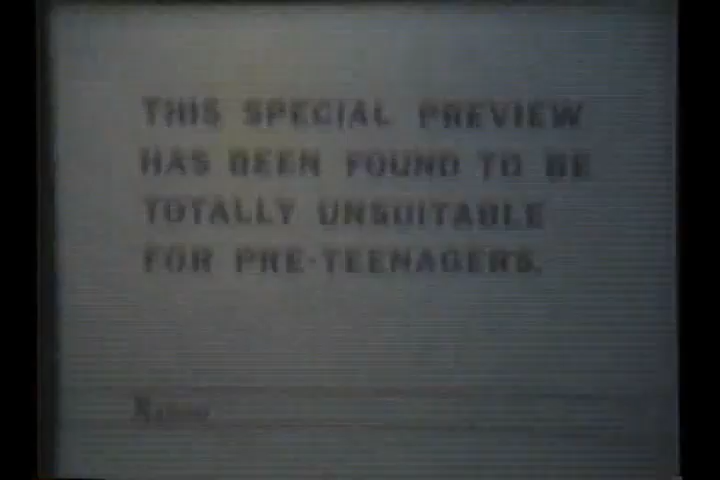 THIS SPECIAL PREVIEW
HAS BEEN FOUND TO BE
TOTALLY UNSUITABLE
FOR PRE-TEENAGERS.